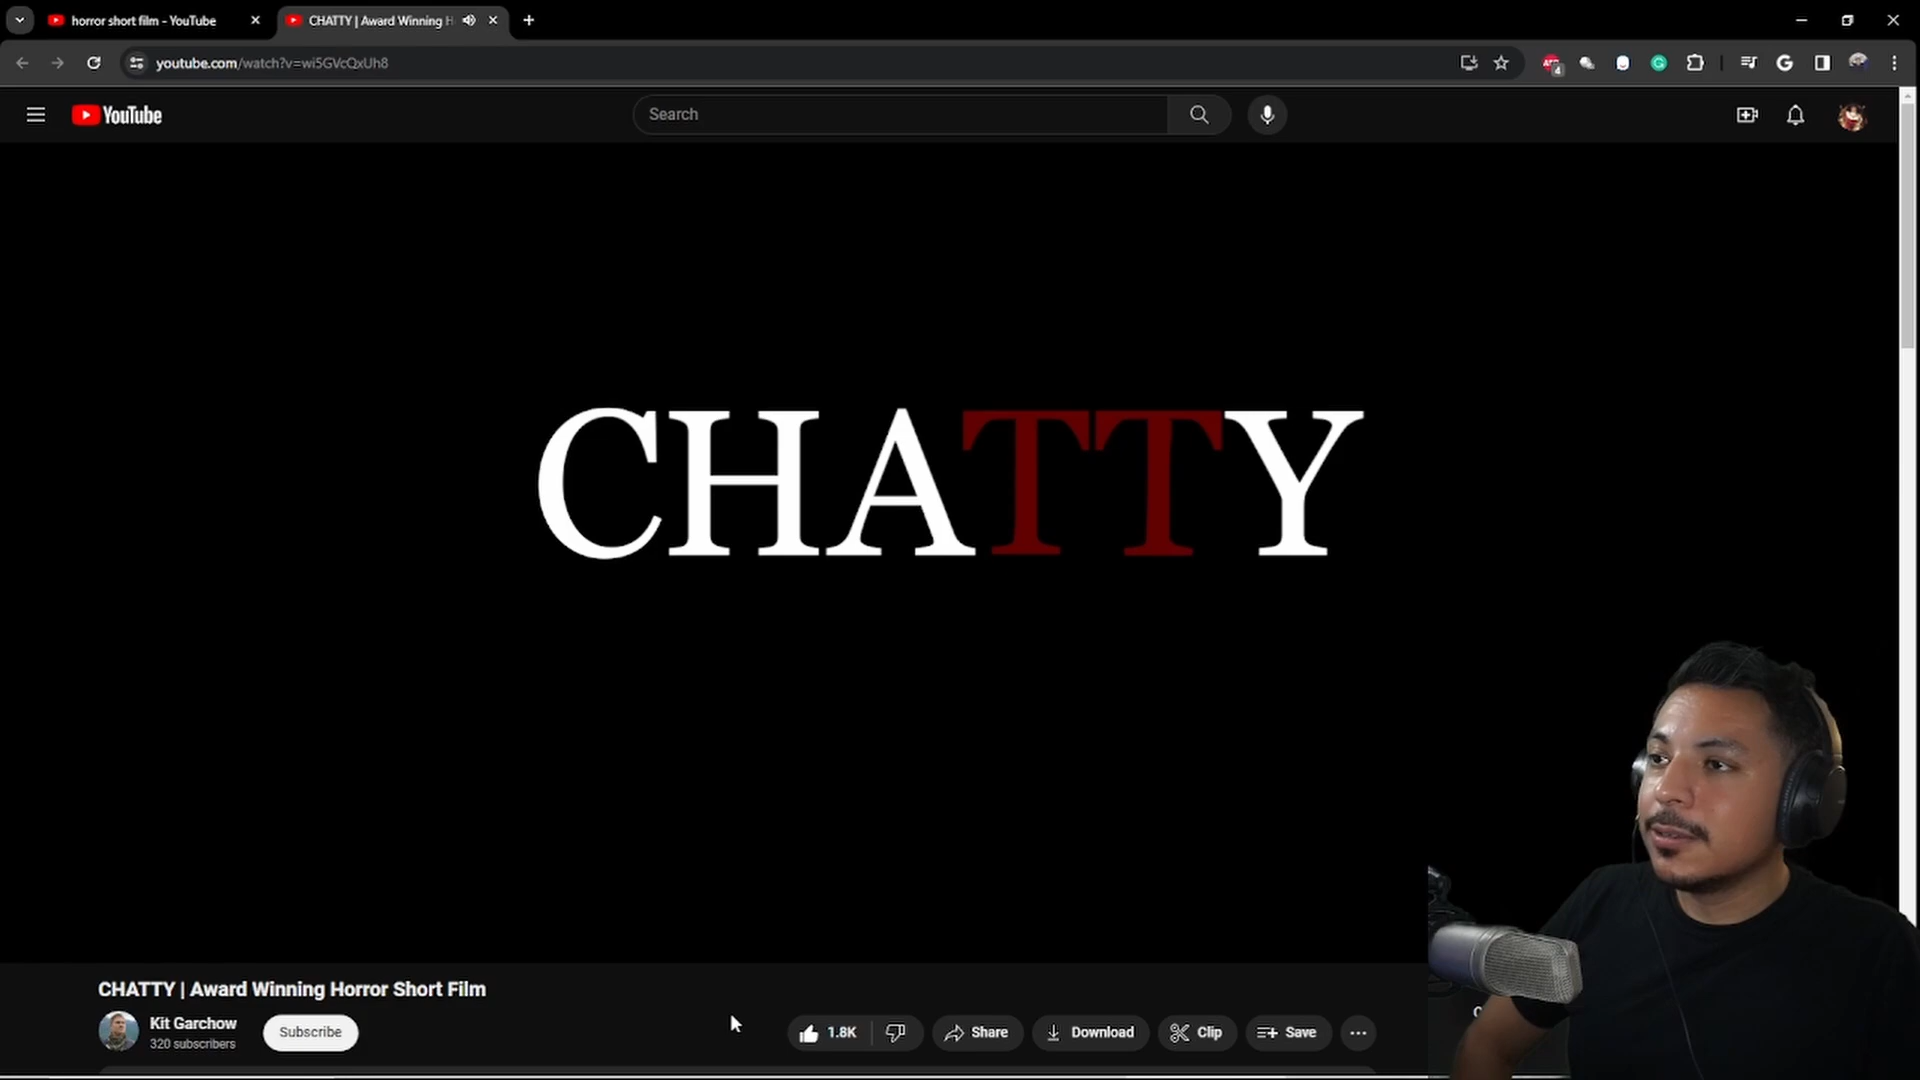 horror short film - YouTube
CHATTY | Award Winning H
youtube.com/watch?v=wi5GVcQxUh8
4
YouTube
Search
CHATTY
CHATTY | Award Winning Horror Short Film
Kit Garchow
320 subscribers
Subscribe
1.8K
Share
Download
Clip
Save